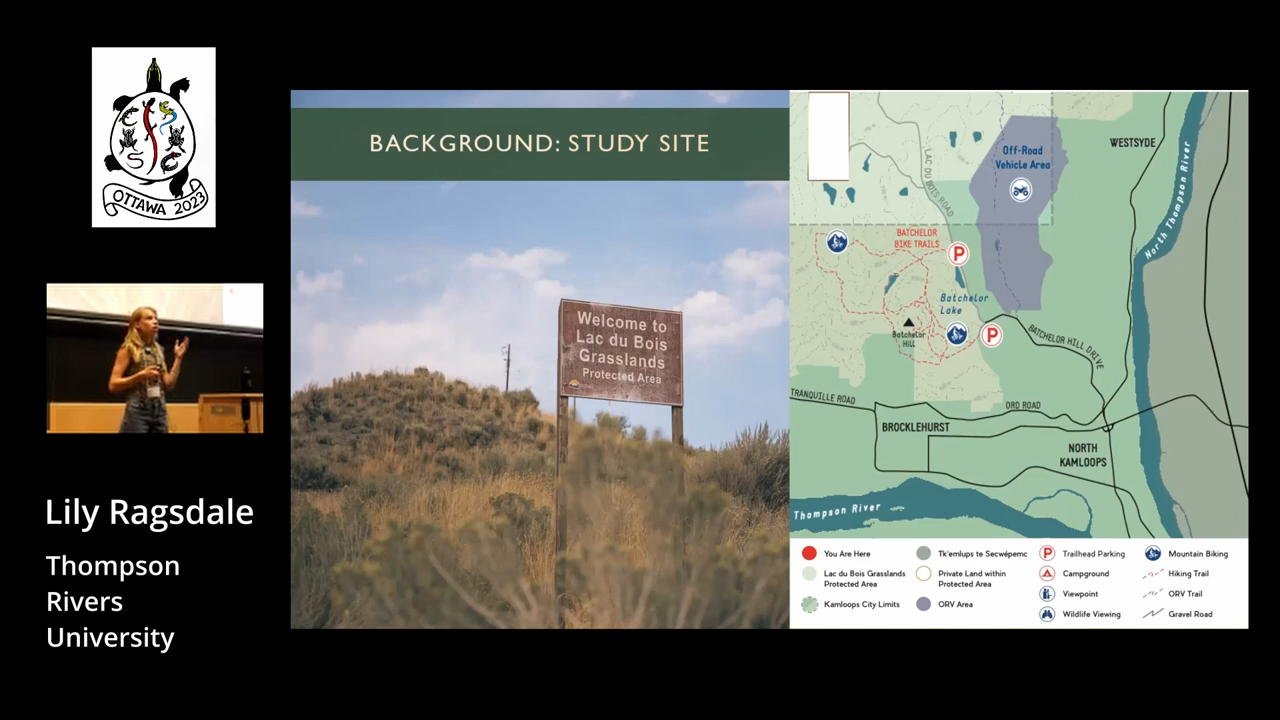 C
C
S
C
OTTAWA 2023
Lily Ragsdale
Thompson
Rivers
University
BACKGROUND: STUDY SITE
Welcome to
Lac du Bois
Grasslands
Protected Area
Off-Road
Vehicle Area
WESTSYDE
LAC DU BOIS ROAD
North Thompson River
BATCHELOR
BIKE TRAILS
P
Batchelor
Lake
Batchelor
Hill
P
BATCHELOR HILL DRIVE
TRANQUILLE ROAD
ORD ROAD
BROCKLEHURST
NORTH
KAMLOOPS
Thompson River
You Are Here
Lac du Bois Grasslands
Protected Area
Kamloops City Limits
Tk'emlups te Secwépemc
Private Land within
Protected Area
ORV Area
P Trailhead Parking
Campground
Viewpoint
Wildlife Viewing
Mountain Biking
Hiking Trail
ORV Trail
Gravel Road